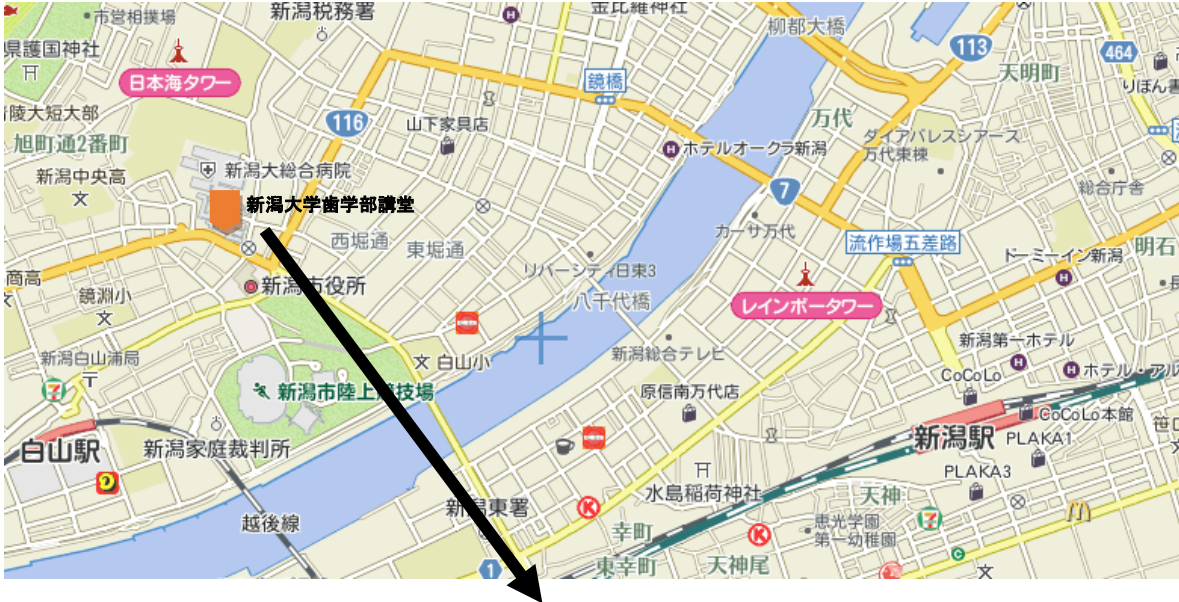 市営相撲場
新潟税務署
金比羅神社
柳都大橋
113
464
県護国神社
日本海タワー
鏡橋
天明町
りぽん書
青陵大短大部
116
山下家具店
万代
ダイアパレスシアース
万代東棟
旭町通2番町
新潟大総合病院
ホテルオークラ新潟
新潟中央高
文
7
総合庁舎
新潟大学歯学部講堂
西堀通
東堀通
カーサ万代
流作場五差路
明石
ドーミーイン新潟
商高
新潟市役所
リバーシティ日東3
鏡淵小
文
八千代橋
レインボータワー
新潟第一ホテル
新潟白山浦局
文 白山小
新潟総合テレビ
CoCoLo
ホテル・アル
7
新潟市陸上競技場
原信南万代店
CoCoLo本館
笹口
白山駅
新潟家庭裁判所
新潟駅
PLAKA1
PLAKA3
新潟東署
水島稲荷神社
天神
越後線
K
幸町
K
恵光学園
第一幼稚園
7
1
東幸町
天神尾
C
文